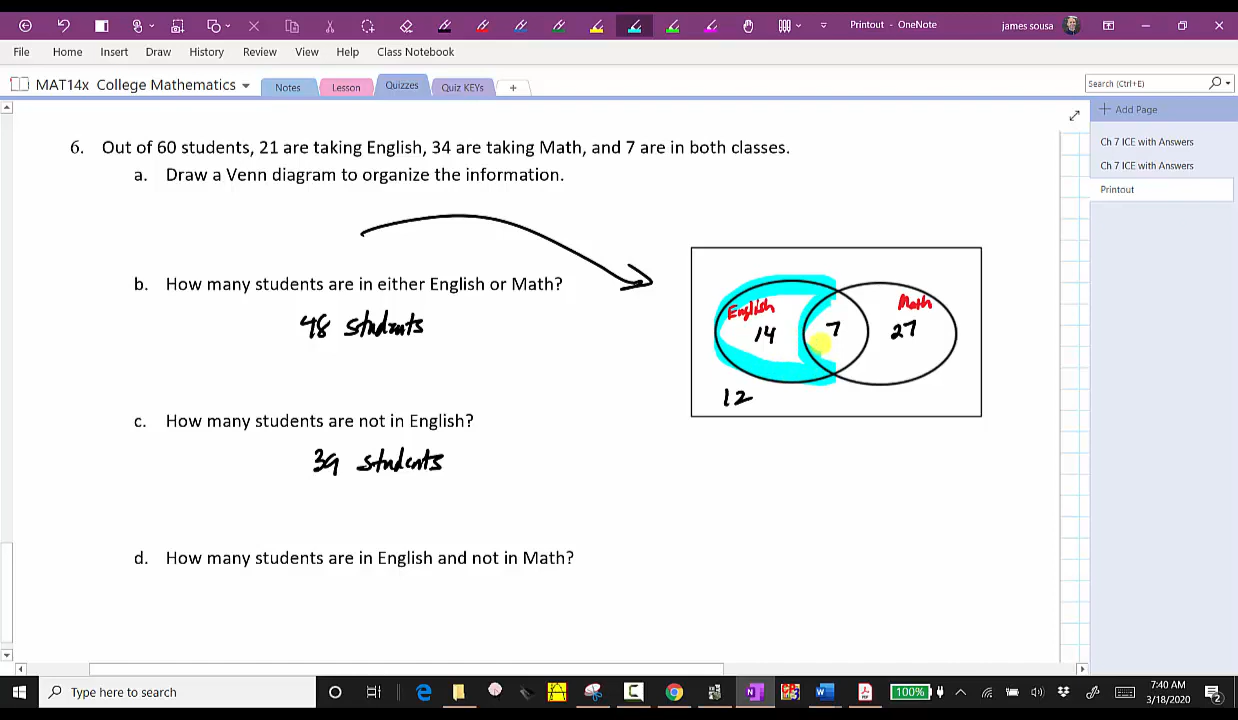 Printout - OneNote
james sousa
File Home Insert Draw History Review View Help Class Notebook
MAT14x College Mathematics
Notes Lesson Quizzes Quiz KEYs +
Search (Ctrl+E)
Add Page
Ch 7 ICE with Answers
Ch 7 ICE with Answers
Printout
6. Out of 60 students, 21 are taking English, 34 are taking Math, and 7 are in both classes.
a. Draw a Venn diagram to organize the information.
b. How many students are in either English or Math?
48 students
English Math
14 7 27
12
c. How many students are not in English?
39 students
d. How many students are in English and not in Math?
Type here to search
100%
7:40 AM
3/18/2020
2